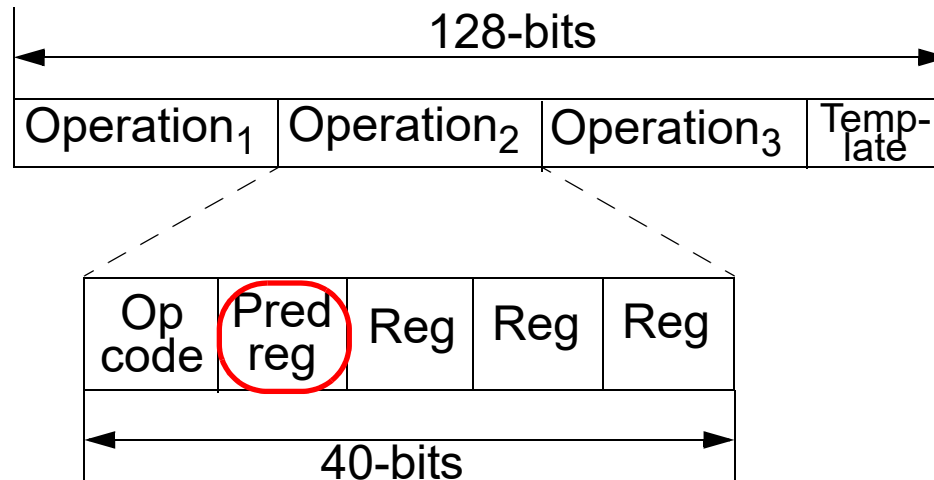 128-bits
Operation1 Operation2 Operation3 Temp-
late
Op Pred Reg Reg Reg
code reg
40-bits